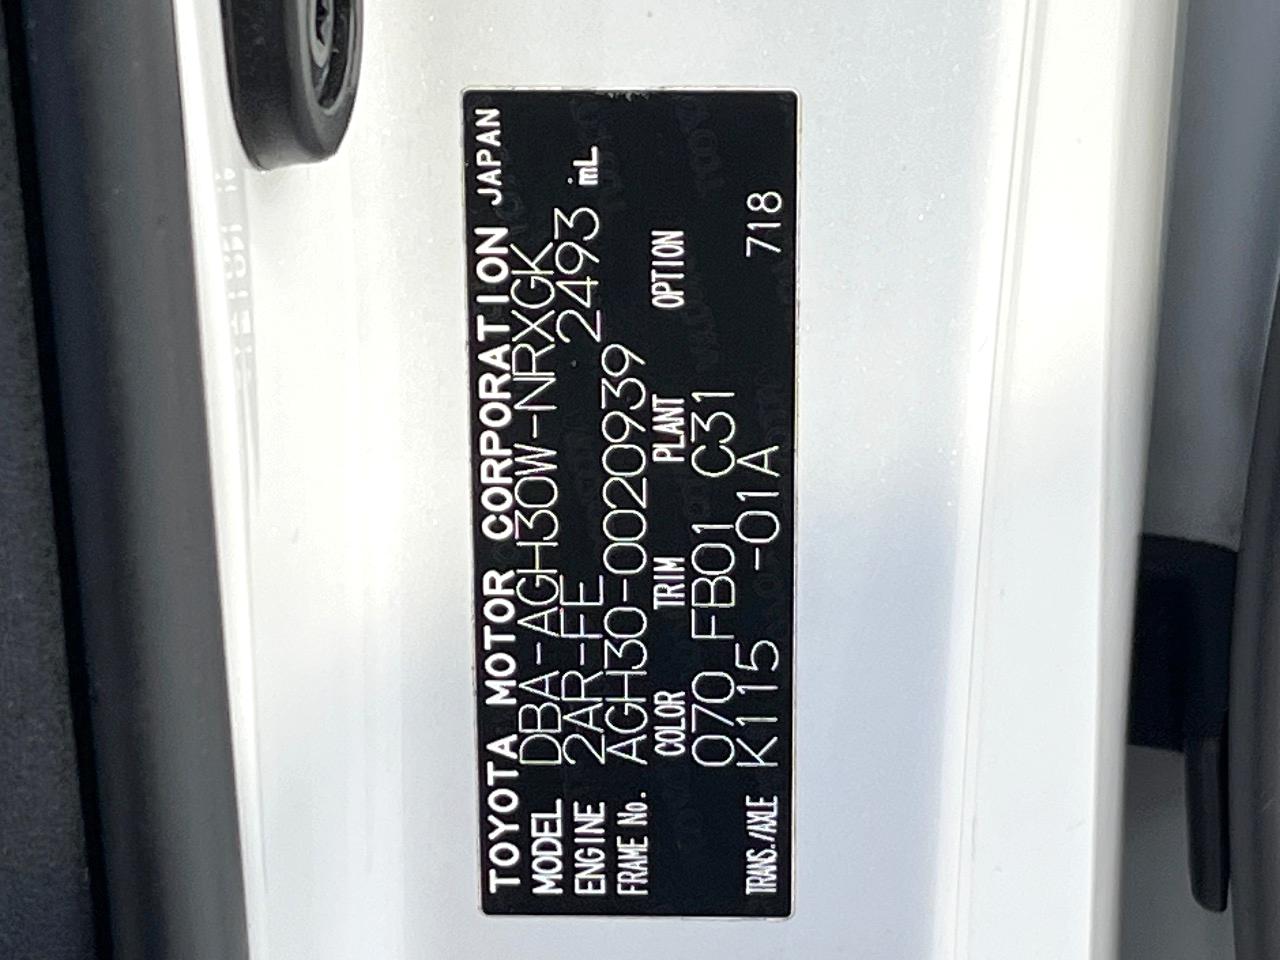 TOYOTA MOTOR CORPORATION JAPAN
MODEL DBA-AGH30W-NRXGK
ENGINE 2AR-FE 2493 mL
FRAME No. AGH30-0020939
COLOR TRIM PLANT OPTION
070 FB01 C31
TRANS./AXLE K115 -01A 718